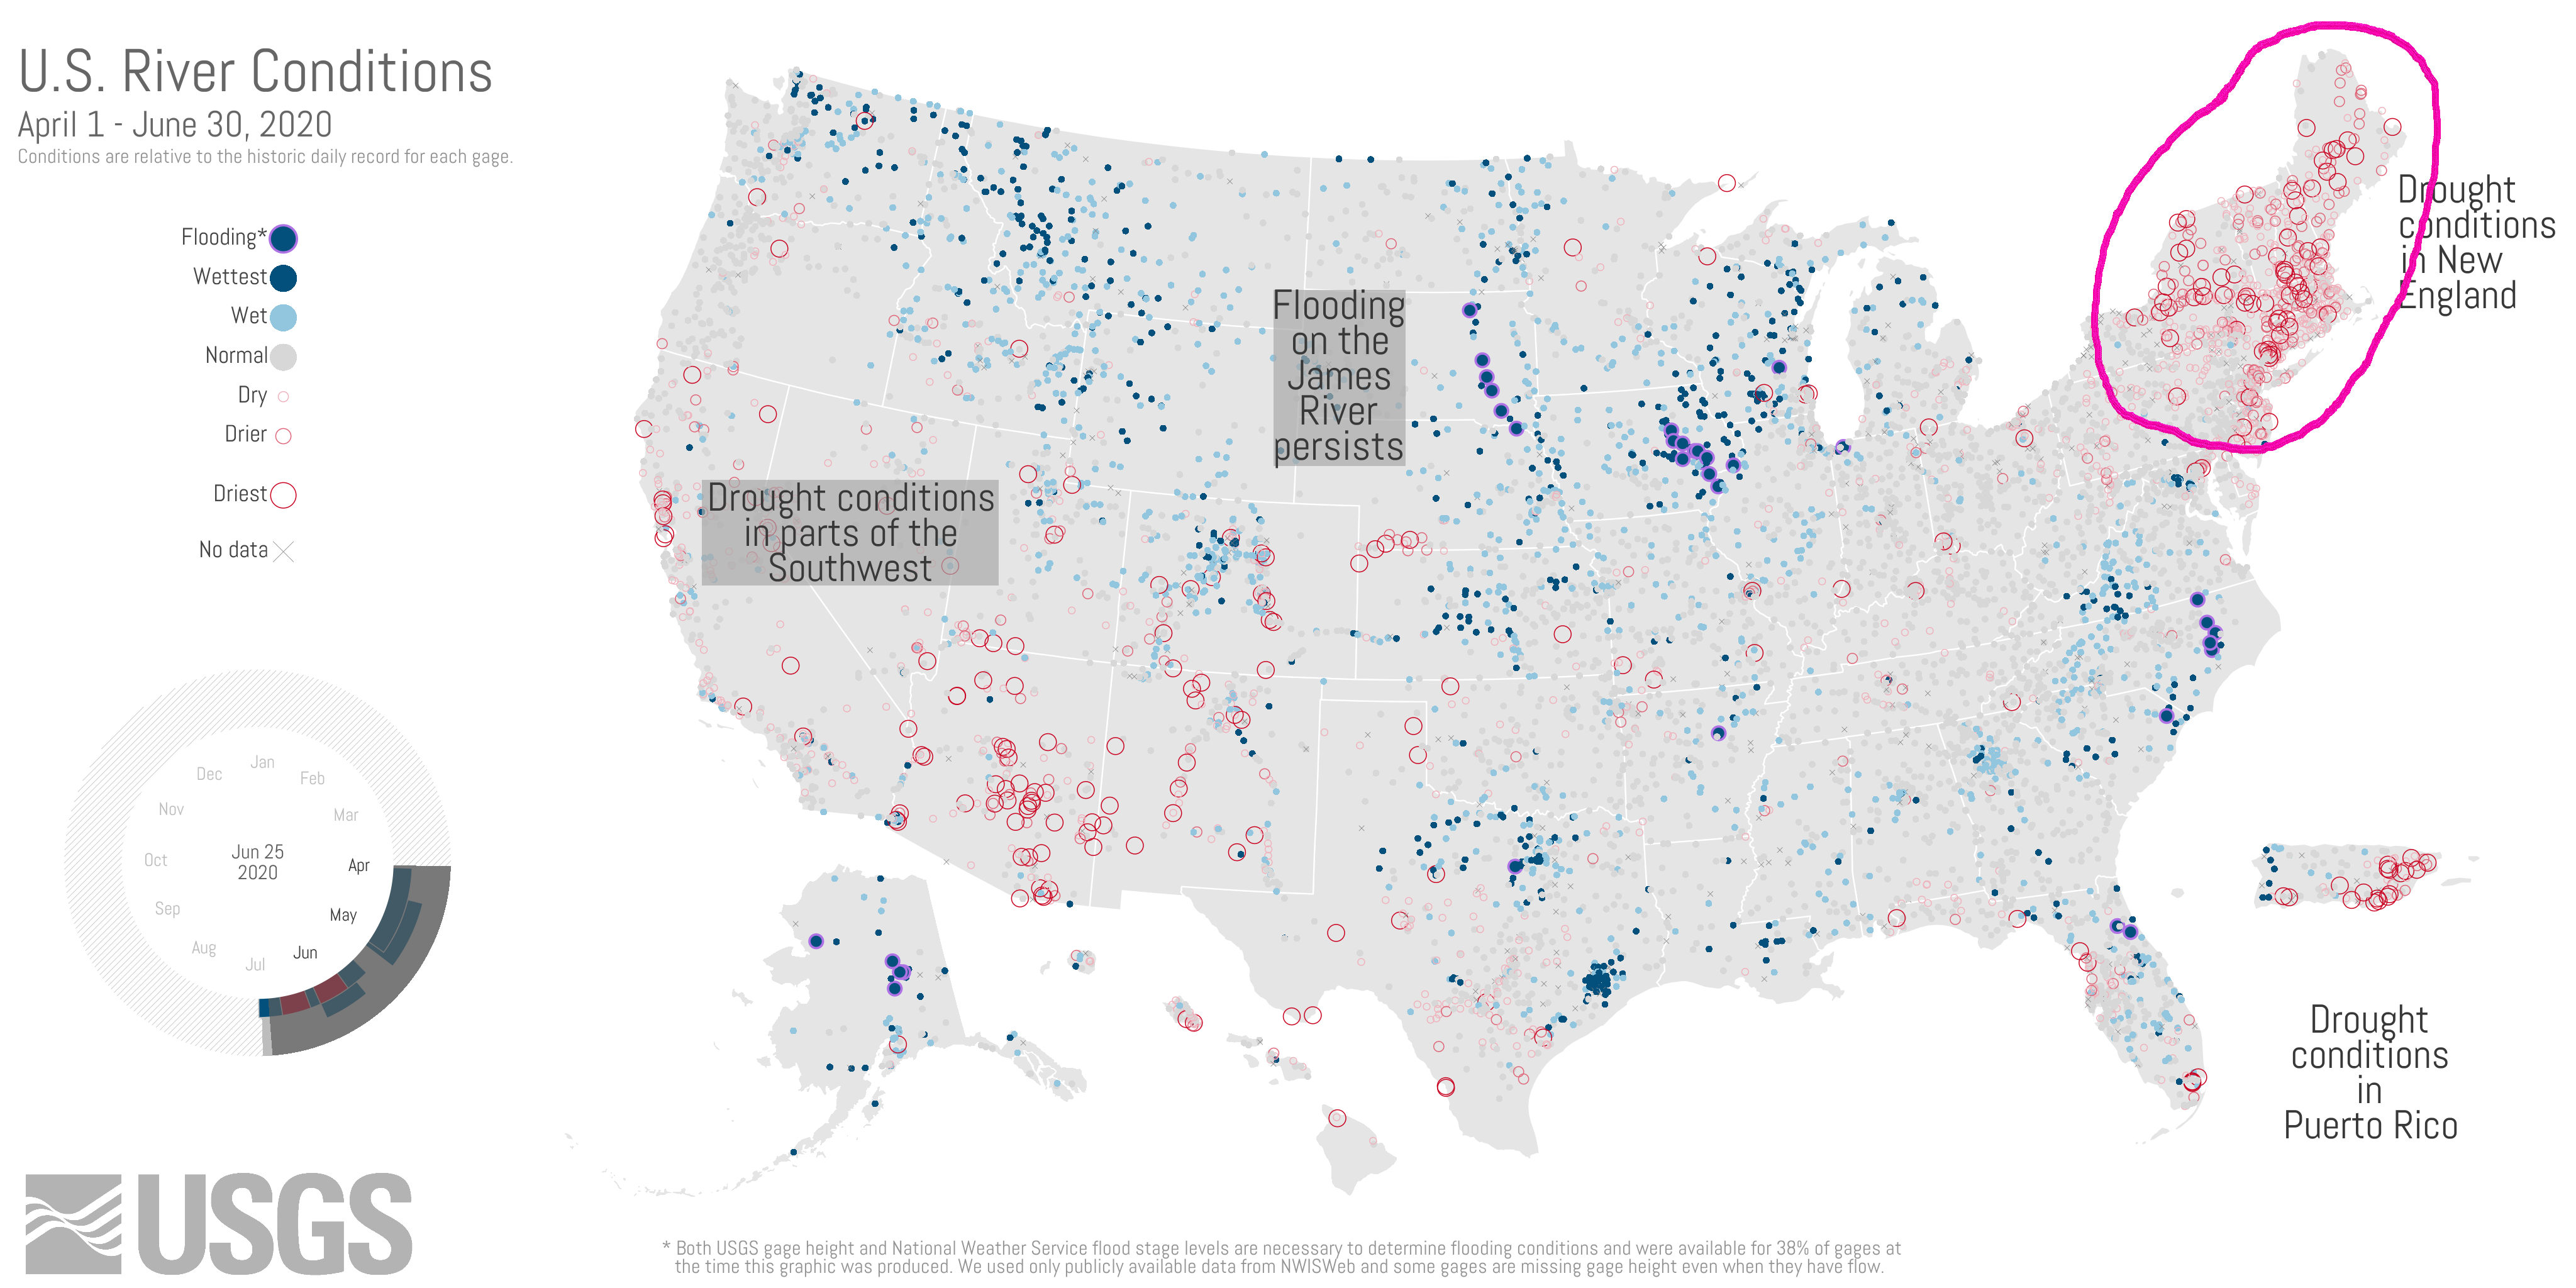 U.S. River Conditions
April 1 - June 30, 2020
Conditions are relative to the historic daily record for each gage.
Flooding*
Wettest
Wet
Normal
Dry
Drier
Driest
No data
Drought
conditions
in New
England
Flooding
on the
James
River
persists
Drought conditions
in parts of the
Southwest
Jan
Feb
Mar
Apr
May
Jun
Jul
Aug
Sep
Oct
Nov
Dec
Jun 25
2020
Drought
conditions
in
Puerto Rico
USGS
* Both USGS gage height and National Weather Service flood stage levels are necessary to determine flooding conditions and were available for 38% of gages at
the time this graphic was produced. We used only publicly available data from NWISWeb and some gages are missing gage height even when they have flow.